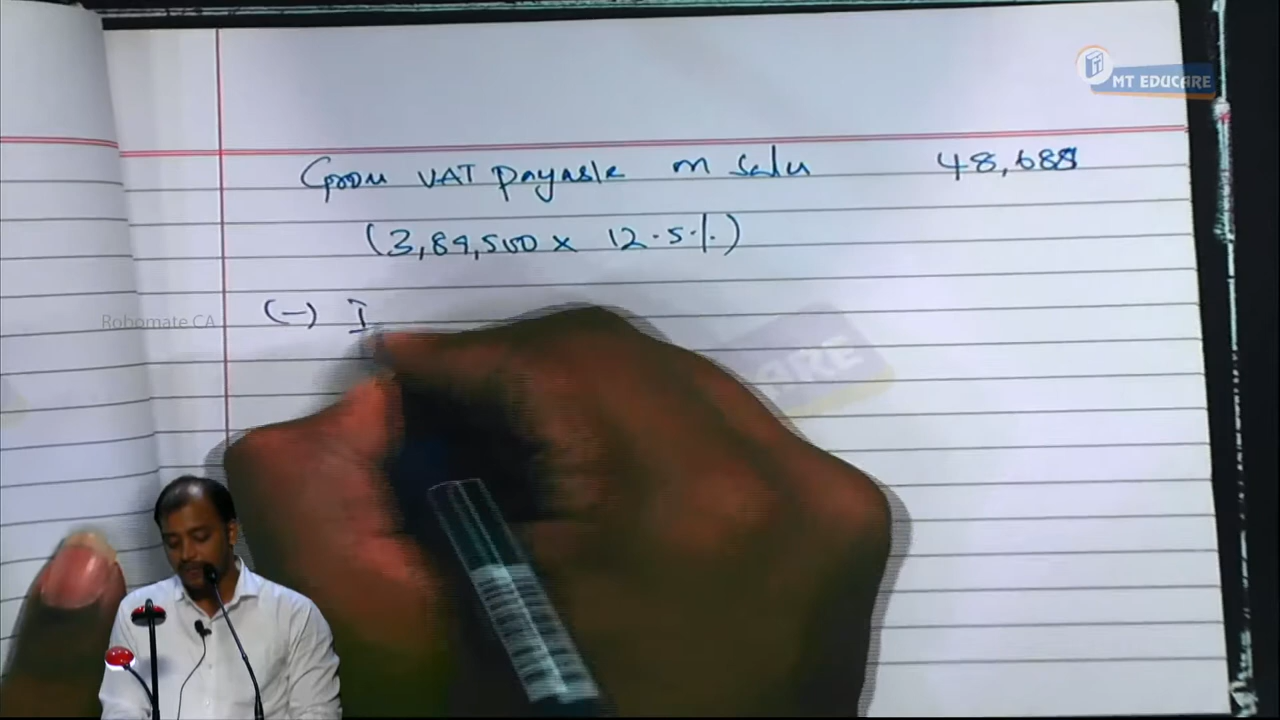 MT EDUCARE
Gross VAT payable on Sales 48,688
(3,89,500 x 12.5%)
(-) I
Robomate CA